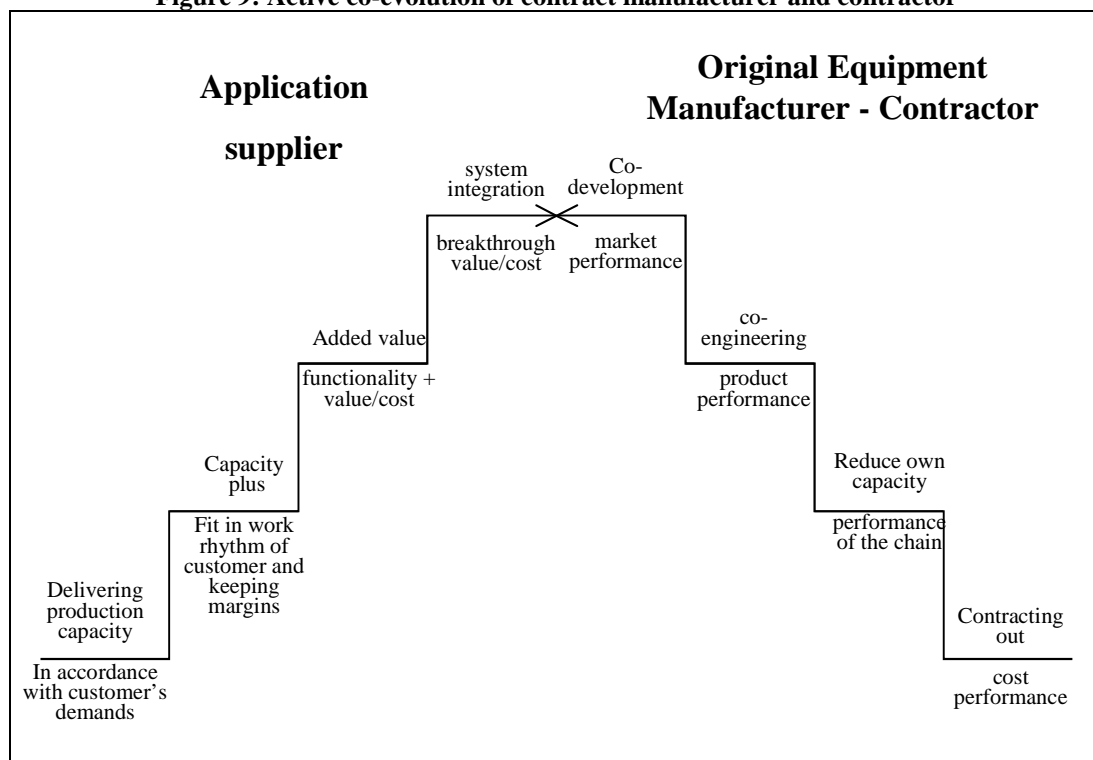 Figure 9: Active co-evolution of contract manufacturer and contractor
Application
supplier
Original Equipment
Manufacturer - Contractor
system
integration
Co-
development
breakthrough
value/cost
market
performance
Added value
co-
engineering
functionality +
value/cost
product
performance
Capacity
plus
Reduce own
capacity
Fit in work
rhythm of
customer and
keeping
margins
performance
of the chain
Delivering
production
capacity
Contracting
out
In accordance
with customer's
demands
cost
performance